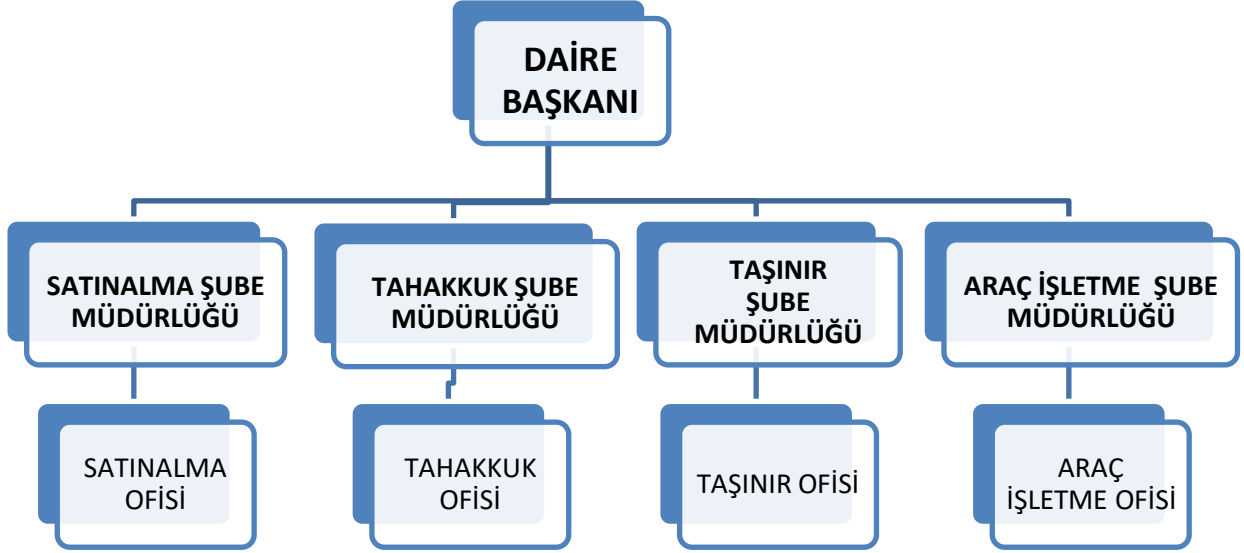 DAİRE
BAŞKANI
SATINALMA ŞUBE
MÜDÜRLÜĞÜ
TAHAKKUK ŞUBE
MÜDÜRLÜĞÜ
TAŞINIR
ŞUBE
MÜDÜRLÜĞÜ
ARAÇ İŞLETME ŞUBE
MÜDÜRLÜĞÜ
SATINALMA
OFİSİ
TAHAKKUK
OFİSİ
TAŞINIR OFİSİ
ARAÇ
İŞLETME OFİSİ